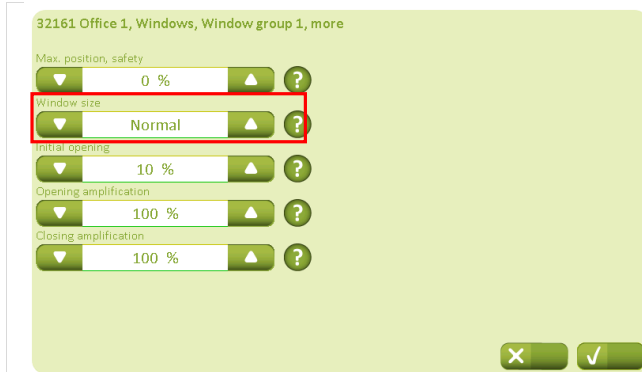 32161 Office 1, Windows, Window group 1, more
Max. position, safety
0 %
?
Window size
Normal
?
Initial opening
10 %
?
Opening amplification
100 %
?
Closing amplification
100 %
?